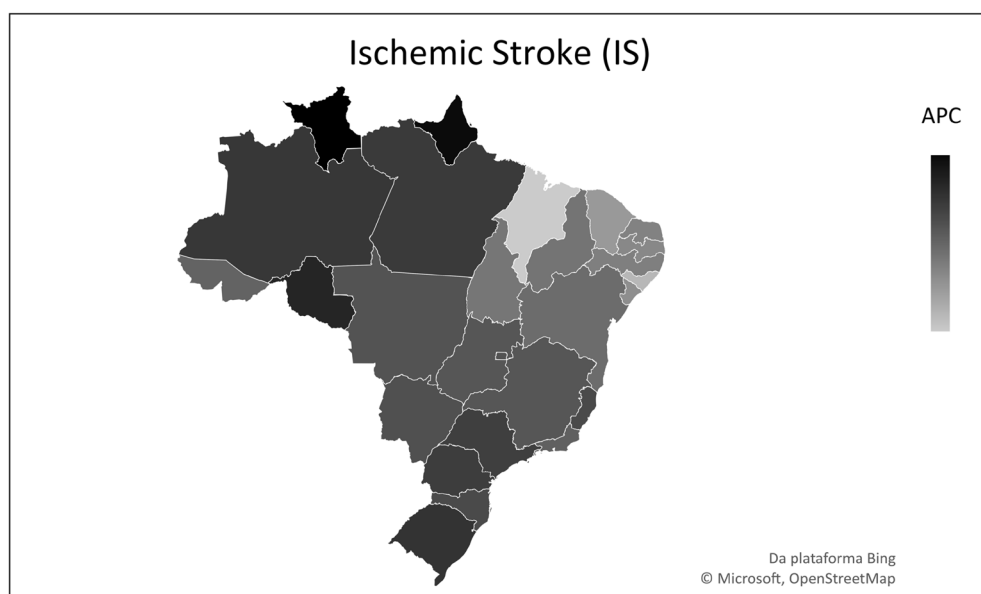 Ischemic Stroke (IS)
APC
Da plataforma Bing
© Microsoft, OpenStreetMap